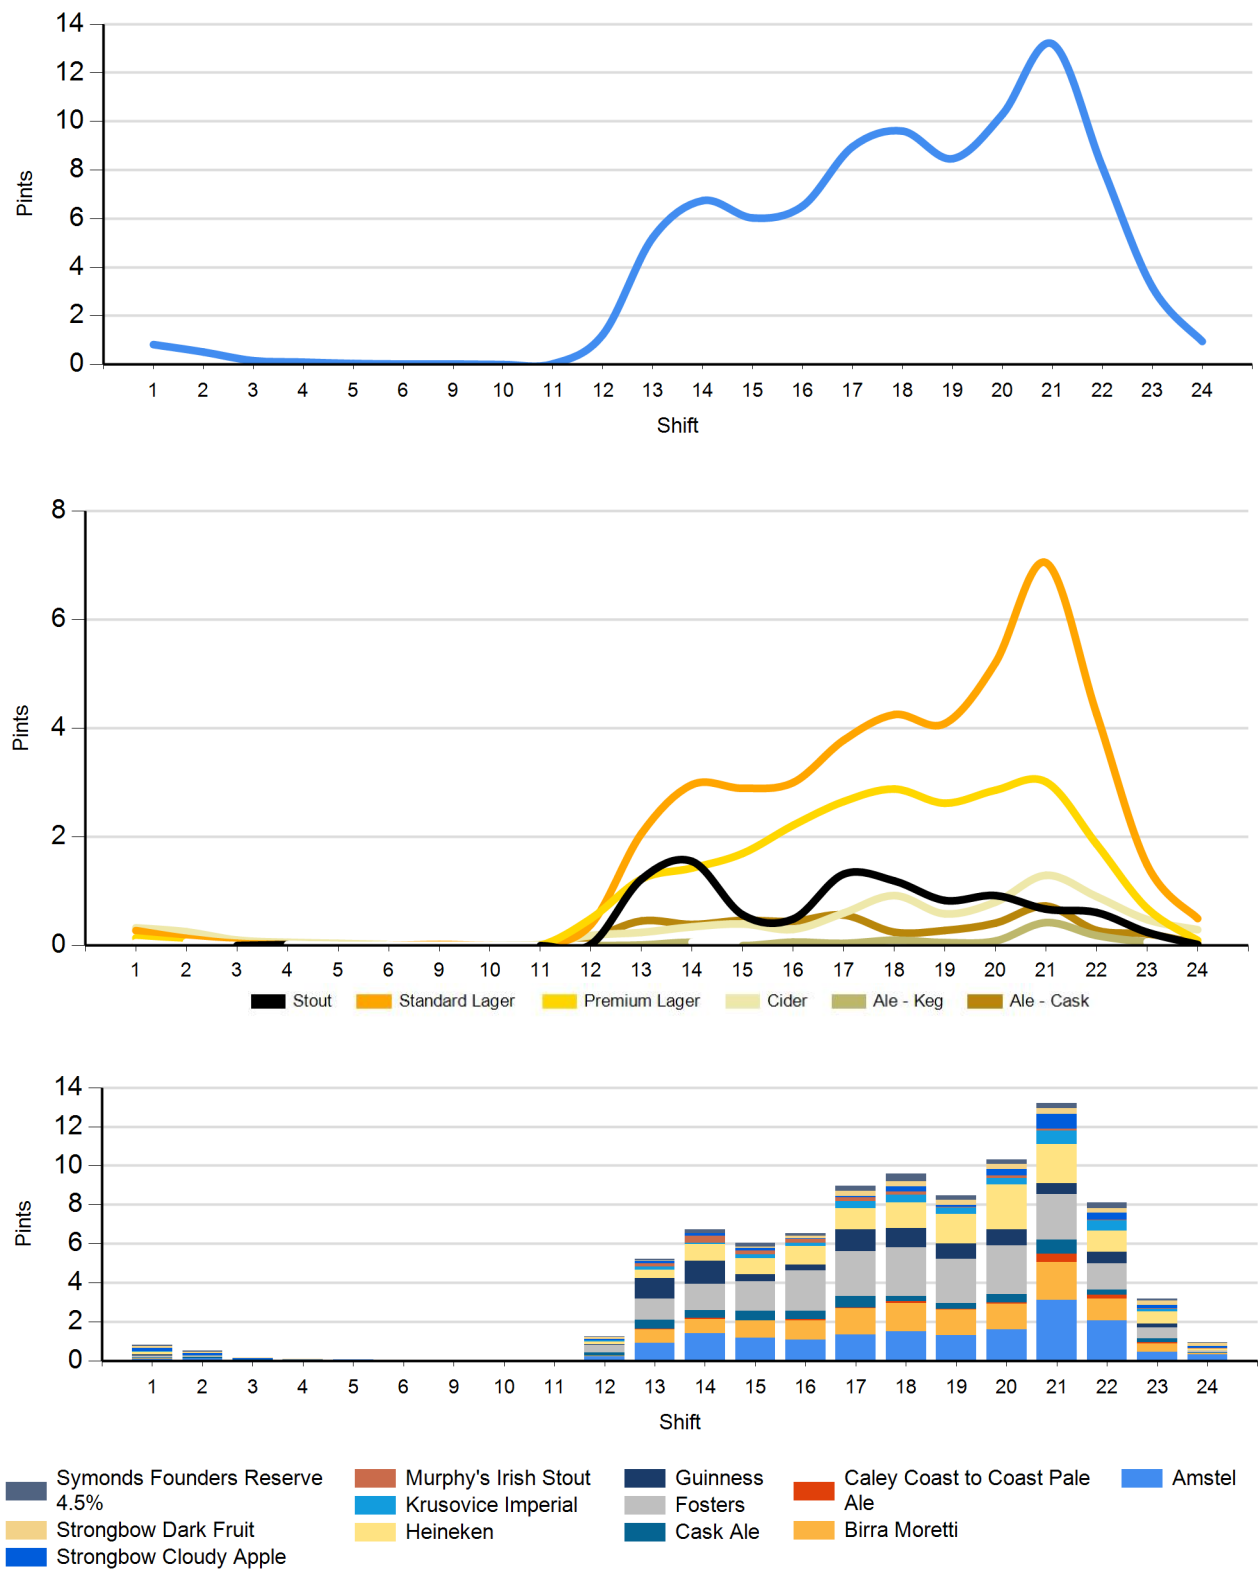 14
12
10
8
6
4
2
0
Pints
1 2 3 4 5 6 9 10 11 12 13 14 15 16 17 18 19 20 21 22 23 24
Shift
8
6
4
2
0
Pints
1 2 3 4 5 6 9 10 11 12 13 14 15 16 17 18 19 20 21 22 23 24
Stout Standard Lager Premium Lager Cider Ale - Keg Ale - Cask
14
12
10
8
6
4
2
0
Pints
1 2 3 4 5 6 9 10 11 12 13 14 15 16 17 18 19 20 21 22 23 24
Shift
Symonds Founders Reserve
4.5%
Strongbow Dark Fruit
Strongbow Cloudy Apple
Murphy's Irish Stout
Krusovice Imperial
Heineken
Guinness
Fosters
Cask Ale
Caley Coast to Coast Pale
Ale
Birra Moretti
Amstel